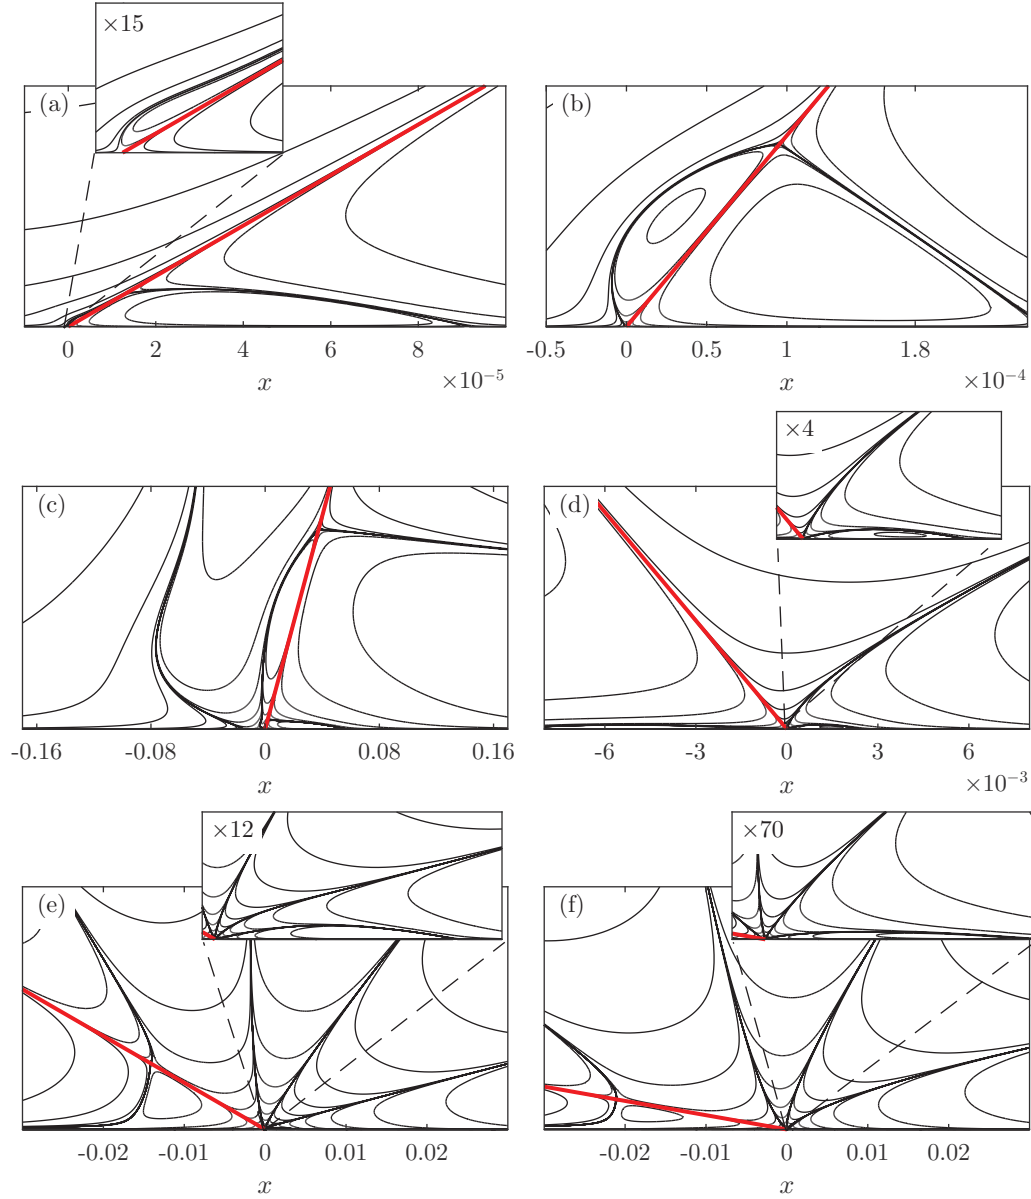 ×15
(a)
(b)
0 2 4 6 8
x
×10⁻⁵
-0.5 0 0.5 1 1.8
x
×10⁻⁴
×4
(c)
(d)
-0.16 -0.08 0 0.08 0.16
x
-6 -3 0 3 6
x
×10⁻³
×12
×70
(e)
(f)
-0.02 -0.01 0 0.01 0.02
x
-0.02 -0.01 0 0.01 0.02
x